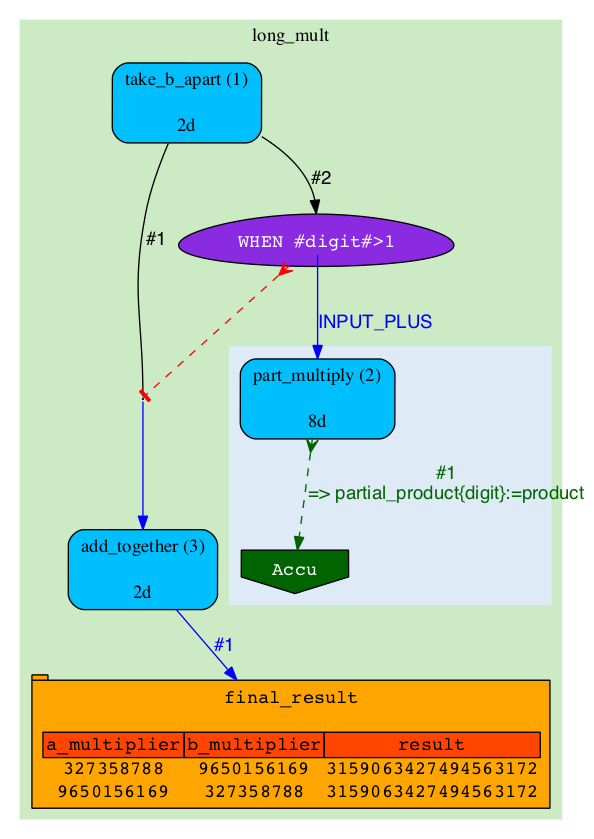 long_mult
take_b_apart (1)
2d
#2
#1
WHEN #digit#>1
INPUT_PLUS
part_multiply (2)
8d
#1
=> partial_product{digit}:=product
Accu
add_together (3)
2d
#1
final_result
a_multiplier b_multiplier result
327358788 9650156169 3159063427494563172
9650156169 327358788 3159063427494563172